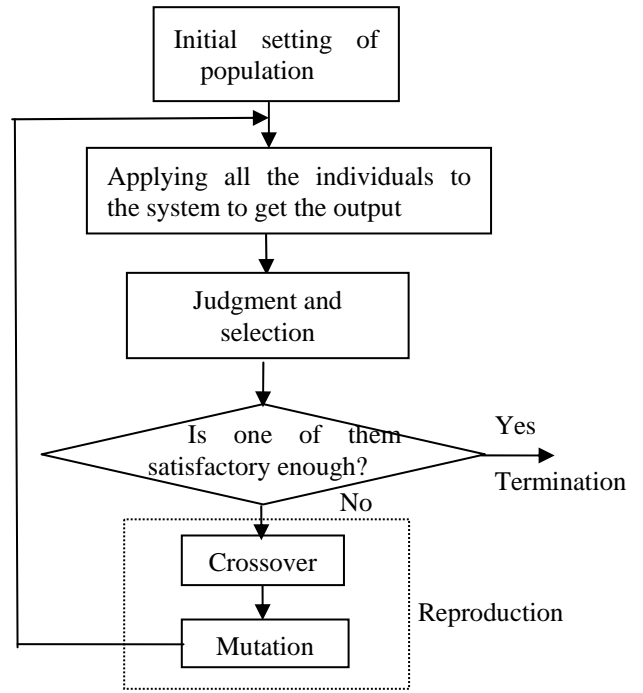 Initial setting of
population
Applying all the individuals to
the system to get the output
Judgment and
selection
Is one of them
satisfactory enough?
Yes
Termination
No
Crossover
Mutation
Reproduction